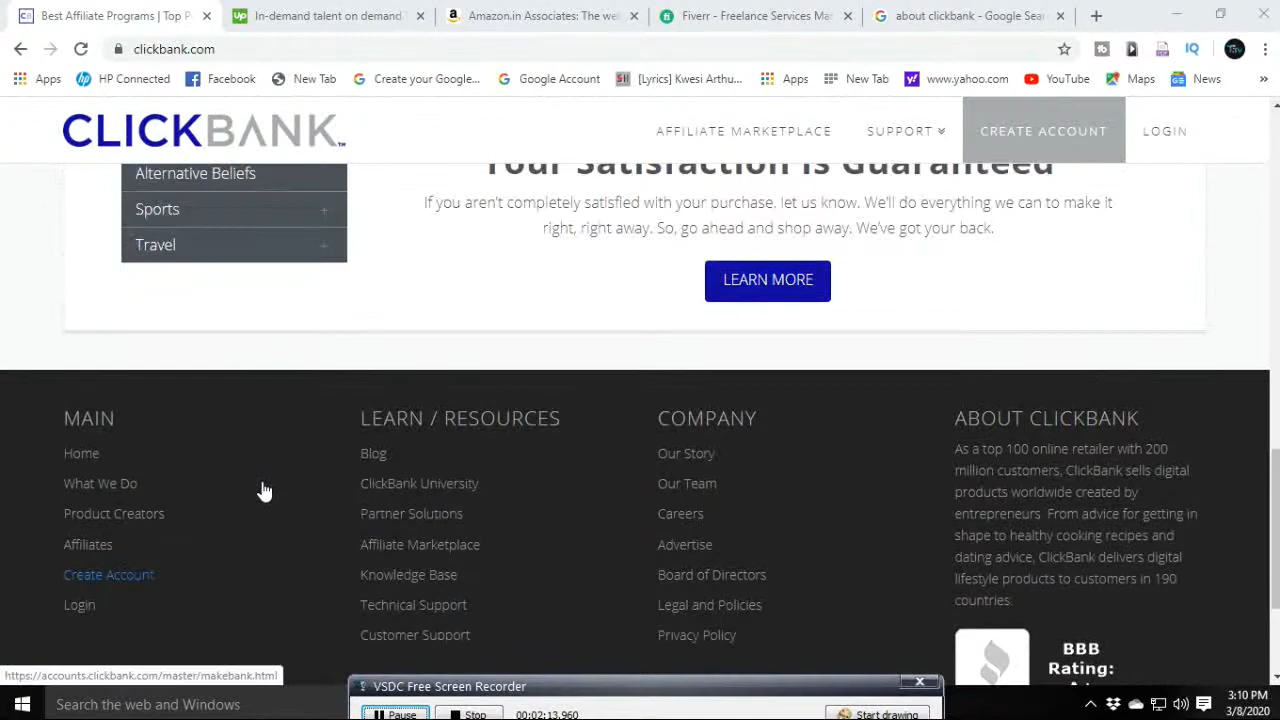 Best Affiliate Programs | Top P
In-demand talent on demand.
Amazon.in Associates: The we
Fiverr - Freelance Services Ma
about clickbank - Google Sear
clickbank.com
Apps
HP Connected
Facebook
New Tab
Create your Google...
Google Account
[Lyrics] Kwesi Arthu...
Apps
New Tab
www.yahoo.com
YouTube
Maps
News
CLICKBANK
AFFILIATE MARKETPLACE
SUPPORT
CREATE ACCOUNT
LOGIN
Alternative Beliefs
Sports +
Travel +
Your Satisfaction is Guaranteed
If you aren't completely satisfied with your purchase. let us know. We'll do everything we can to make it
right, right away. So, go ahead and shop away. We've got your back.
LEARN MORE
MAIN
Home
What We Do
Product Creators
Affiliates
Create Account
Login
LEARN / RESOURCES
Blog
ClickBank University
Partner Solutions
Affiliate Marketplace
Knowledge Base
Technical Support
Customer Support
COMPANY
Our Story
Our Team
Careers
Advertise
Board of Directors
Legal and Policies
Privacy Policy
ABOUT CLICKBANK
As a top 100 online retailer with 200
million customers, ClickBank sells digital
products worldwide created by
entrepreneurs. From advice for getting in
shape to healthy cooking recipes and
dating advice, ClickBank delivers digital
lifestyle products to customers in 190
countries.
BBB
Rating:
https://accounts.clickbank.com/master/makebank.html
VSDC Free Screen Recorder
Pause
Stop
00:02:13.960
Start drawing
Search the web and Windows
3:10 PM
3/8/2020